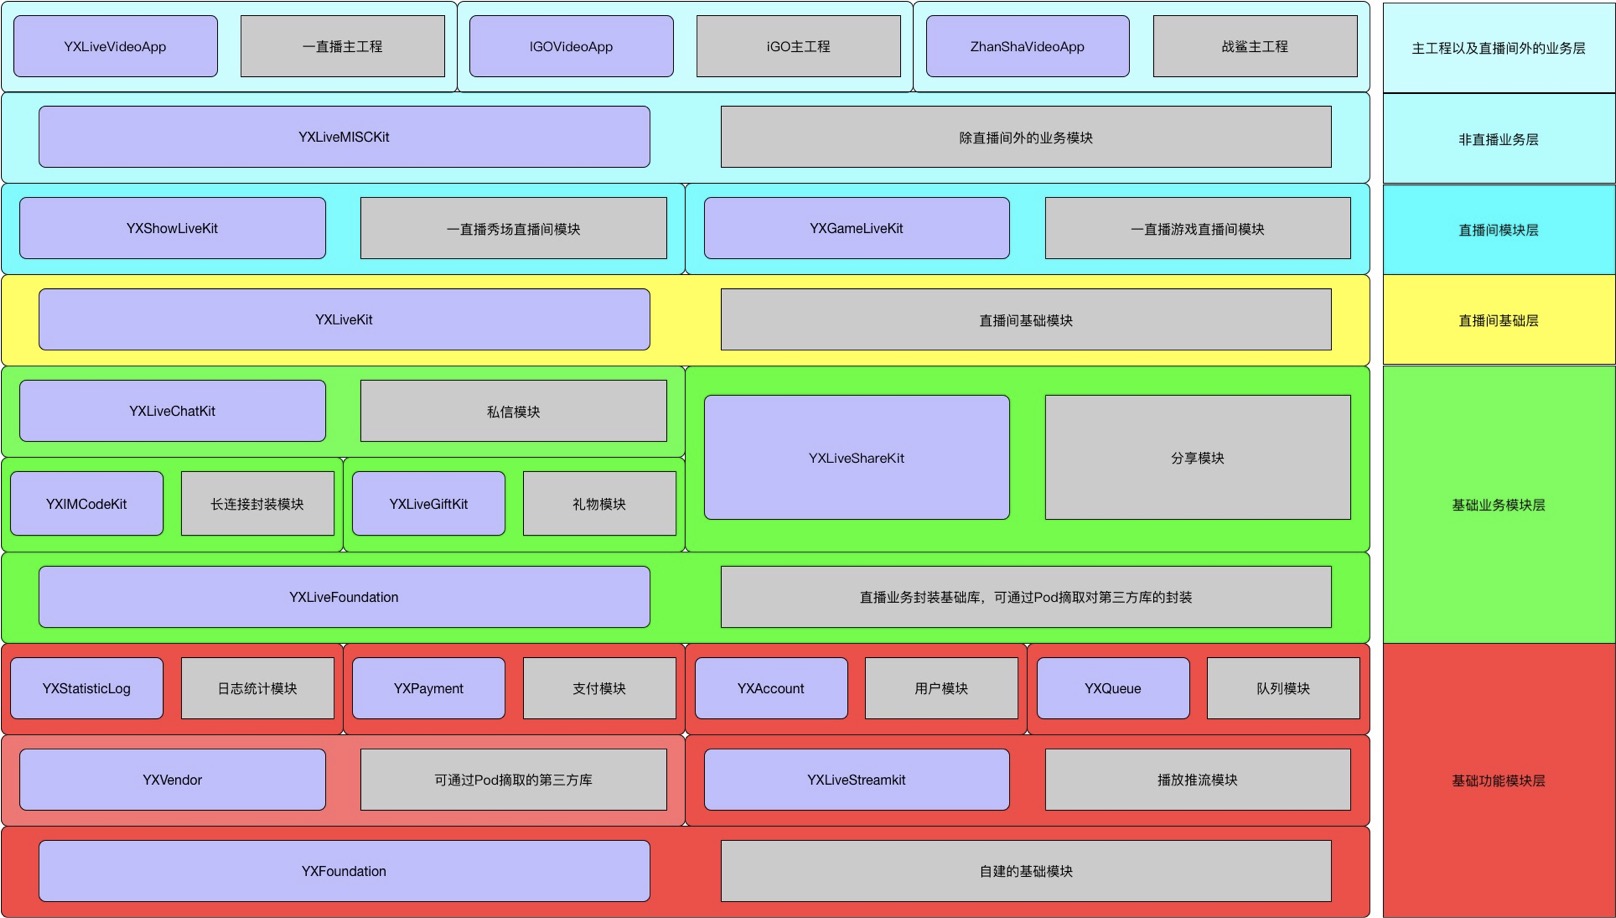 YXLiveVideoApp
一直播主工程
IGOVideoApp
iGO主工程
ZhanShaVideoApp
战鲨主工程
主工程以及直播间外的业务层
YXLiveMISCKit
除直播间外的业务模块
非直播业务层
YXShowLiveKit
一直播秀场直播间模块
YXGameLiveKit
一直播游戏直播间模块
直播间模块层
YXLiveKit
直播间基础模块
直播间基础层
YXLiveChatKit
私信模块
YXLiveShareKit
分享模块
YXIMCodeKit
长连接封装模块
YXLiveGiftKit
礼物模块
基础业务模块层
YXLiveFoundation
直播业务封装基础库，可通过Pod摘取对第三方库的封装
YXStatisticLog
日志统计模块
YXPayment
支付模块
YXAccount
用户模块
YXQueue
队列模块
YXVendor
可通过Pod摘取的第三方库
YXLiveStreamkit
播放推流模块
基础功能模块层
YXFoundation
自建的基础模块